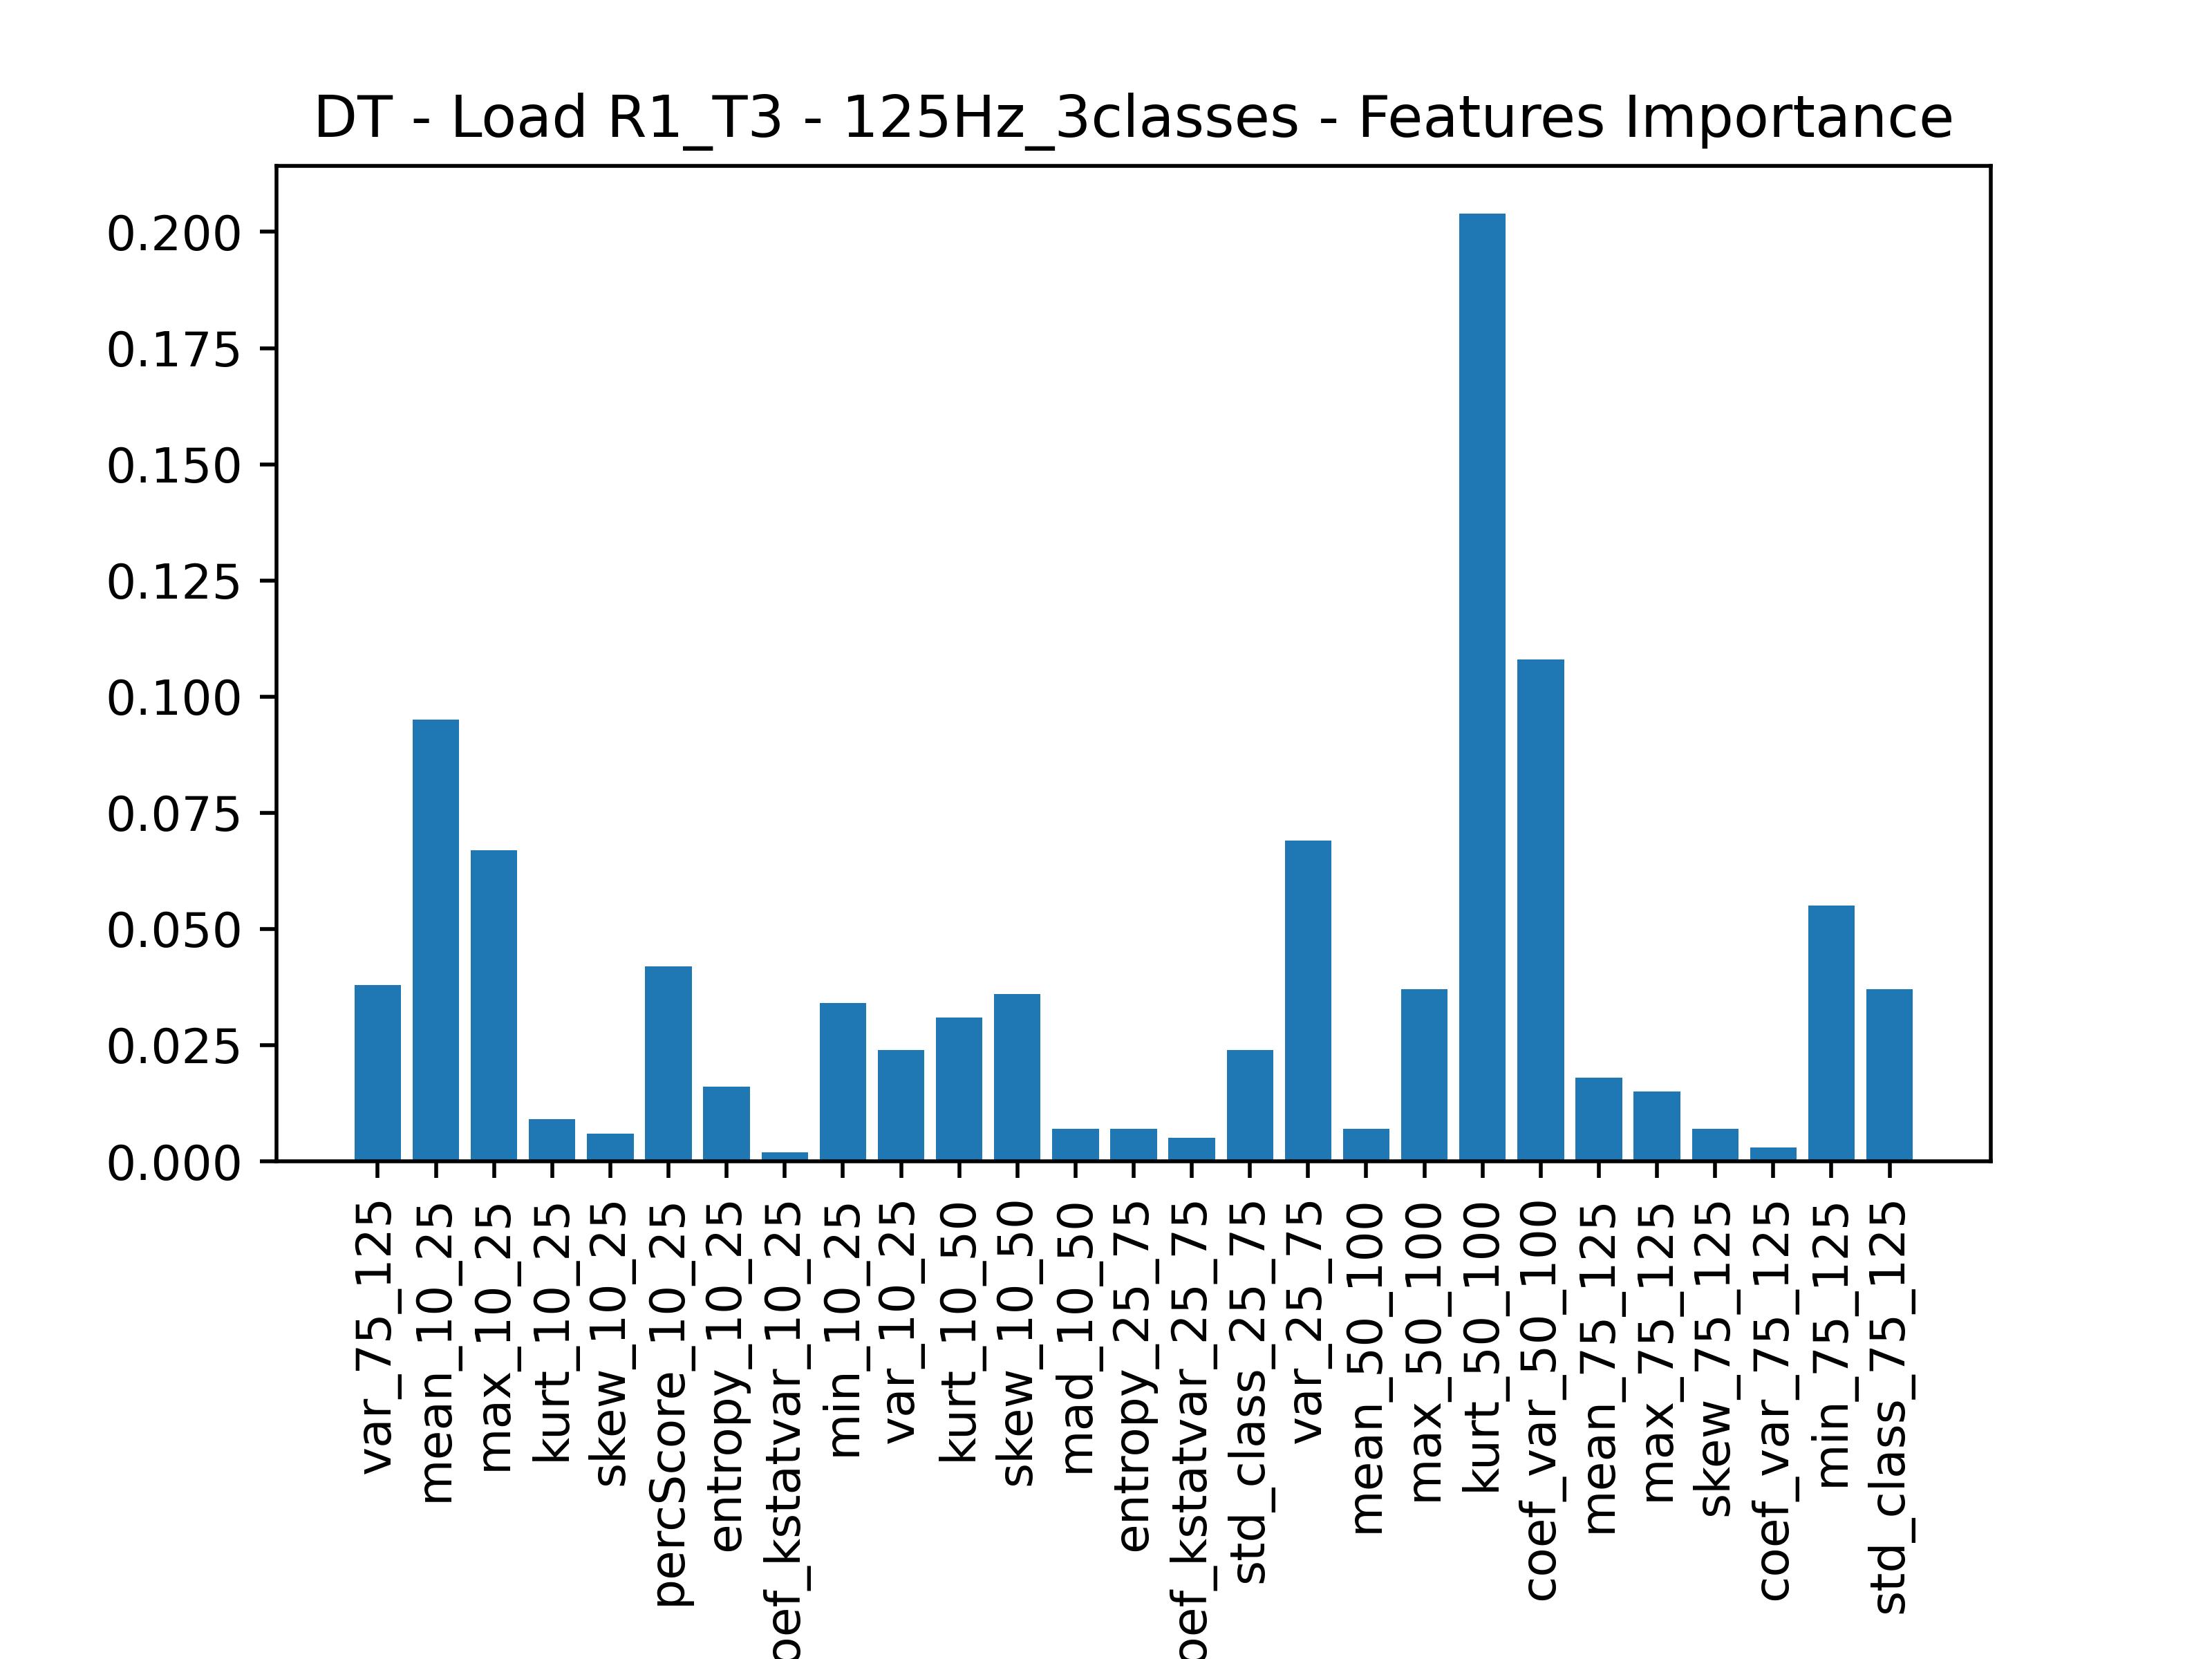 DT - Load R1_T3 - 125Hz_3classes - Features Importance
0.200
0.175
0.150
0.125
0.100
0.075
0.050
0.025
0.000
var_75_125
mean_10_25
max_10_25
kurt_10_25
skew_10_25
percScore_10_25
entropy_10_25
oef_kstatvar_10_25
min_10_25
var_10_25
kurt_10_50
skew_10_50
mad_10_50
entropy_25_75
oef_kstatvar_25_75
std_class_25_75
var_25_75
mean_50_100
max_50_100
kurt_50_100
coef_var_50_100
mean_75_125
max_75_125
skew_75_125
coef_var_75_125
min_75_125
std_class_75_125